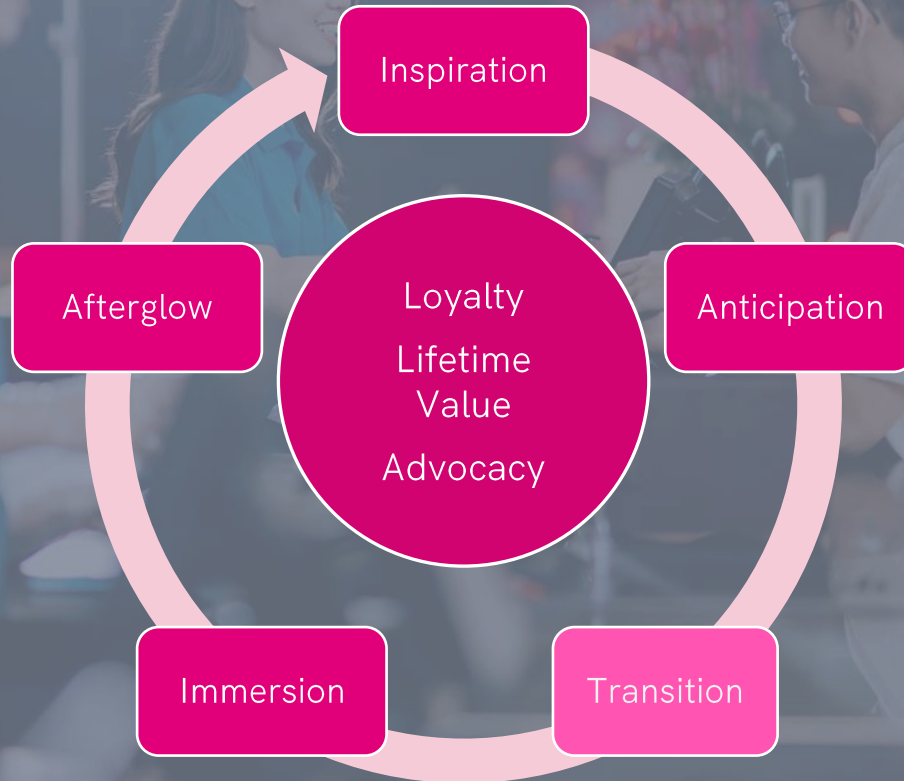 Inspiration
Anticipation
Transition
Immersion
Afterglow
Loyalty
Lifetime
Value
Advocacy